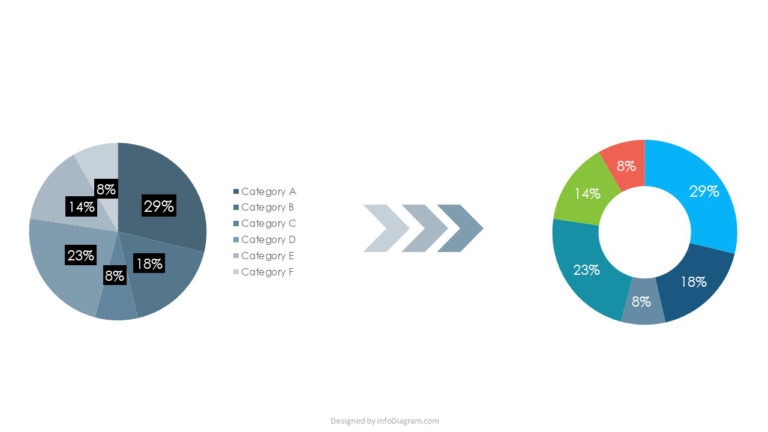 8%
29%
14%
23%
18%
8%
Category A
Category B
Category C
Category D
Category E
Category F
8%
29%
14%
23%
18%
8%
Designed by infoDiagram.com